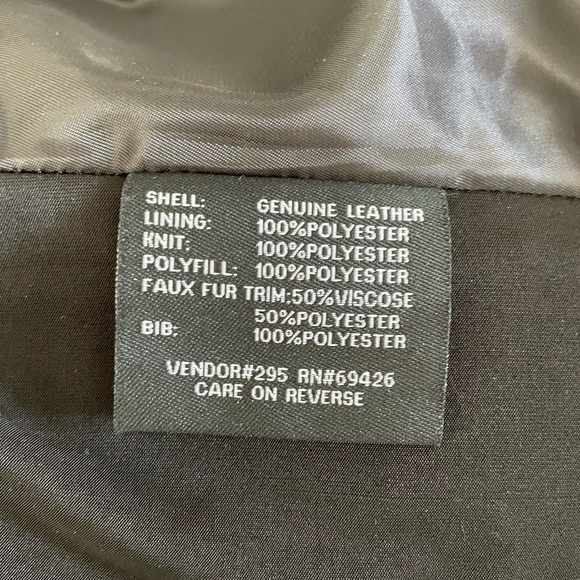 SHELL: GENUINE LEATHER
LINING: 100%POLYESTER
KNIT: 100%POLYESTER
POLYFILL: 100%POLYESTER
FAUX FUR TRIM:50%VISCOSE
50%POLYESTER
BIB: 100%POLYESTER
VENDOR#295 RN#69426
CARE ON REVERSE